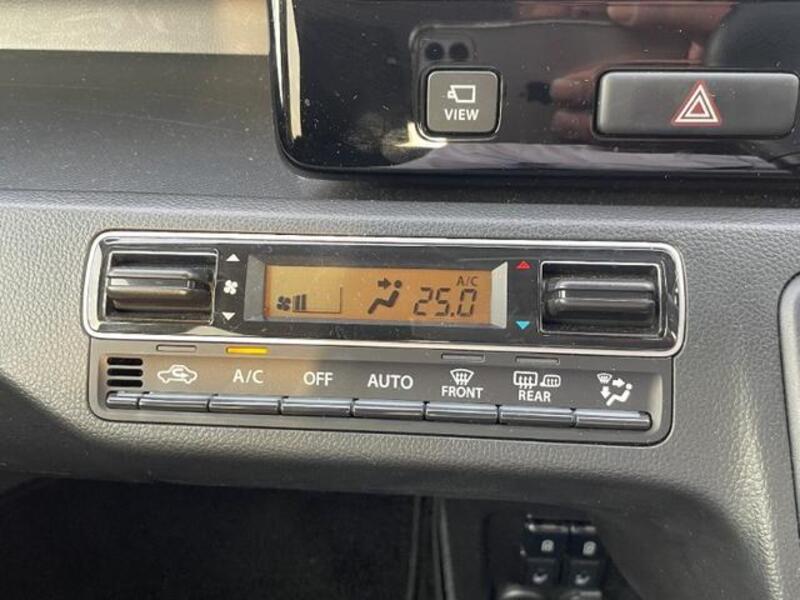 VIEW
A/C
25.0
A/C
OFF
AUTO
FRONT
REAR